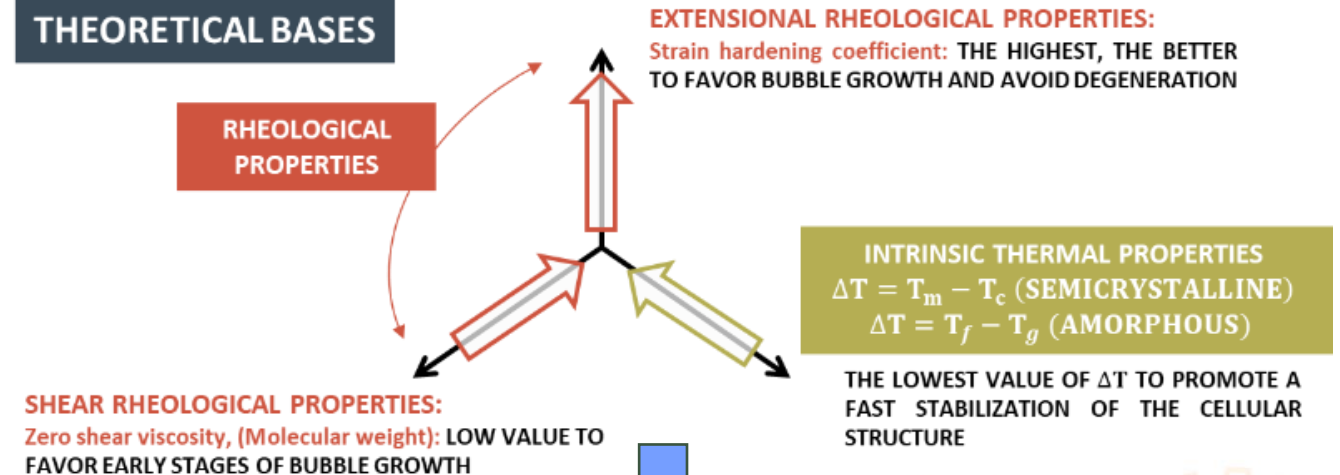 THEORETICAL BASES
EXTENSIONAL RHEOLOGICAL PROPERTIES:
Strain hardening coefficient: THE HIGHEST, THE BETTER
TO FAVOR BUBBLE GROWTH AND AVOID DEGENERATION
RHEOLOGICAL
PROPERTIES
INTRINSIC THERMAL PROPERTIES
ΔT = Tₘ − T_c (SEMICRYSTALLINE)
ΔT = T_f − T_g (AMORPHOUS)
THE LOWEST VALUE OF ΔT TO PROMOTE A
FAST STABILIZATION OF THE CELLULAR
STRUCTURE
SHEAR RHEOLOGICAL PROPERTIES:
Zero shear viscosity, (Molecular weight): LOW VALUE TO
FAVOR EARLY STAGES OF BUBBLE GROWTH